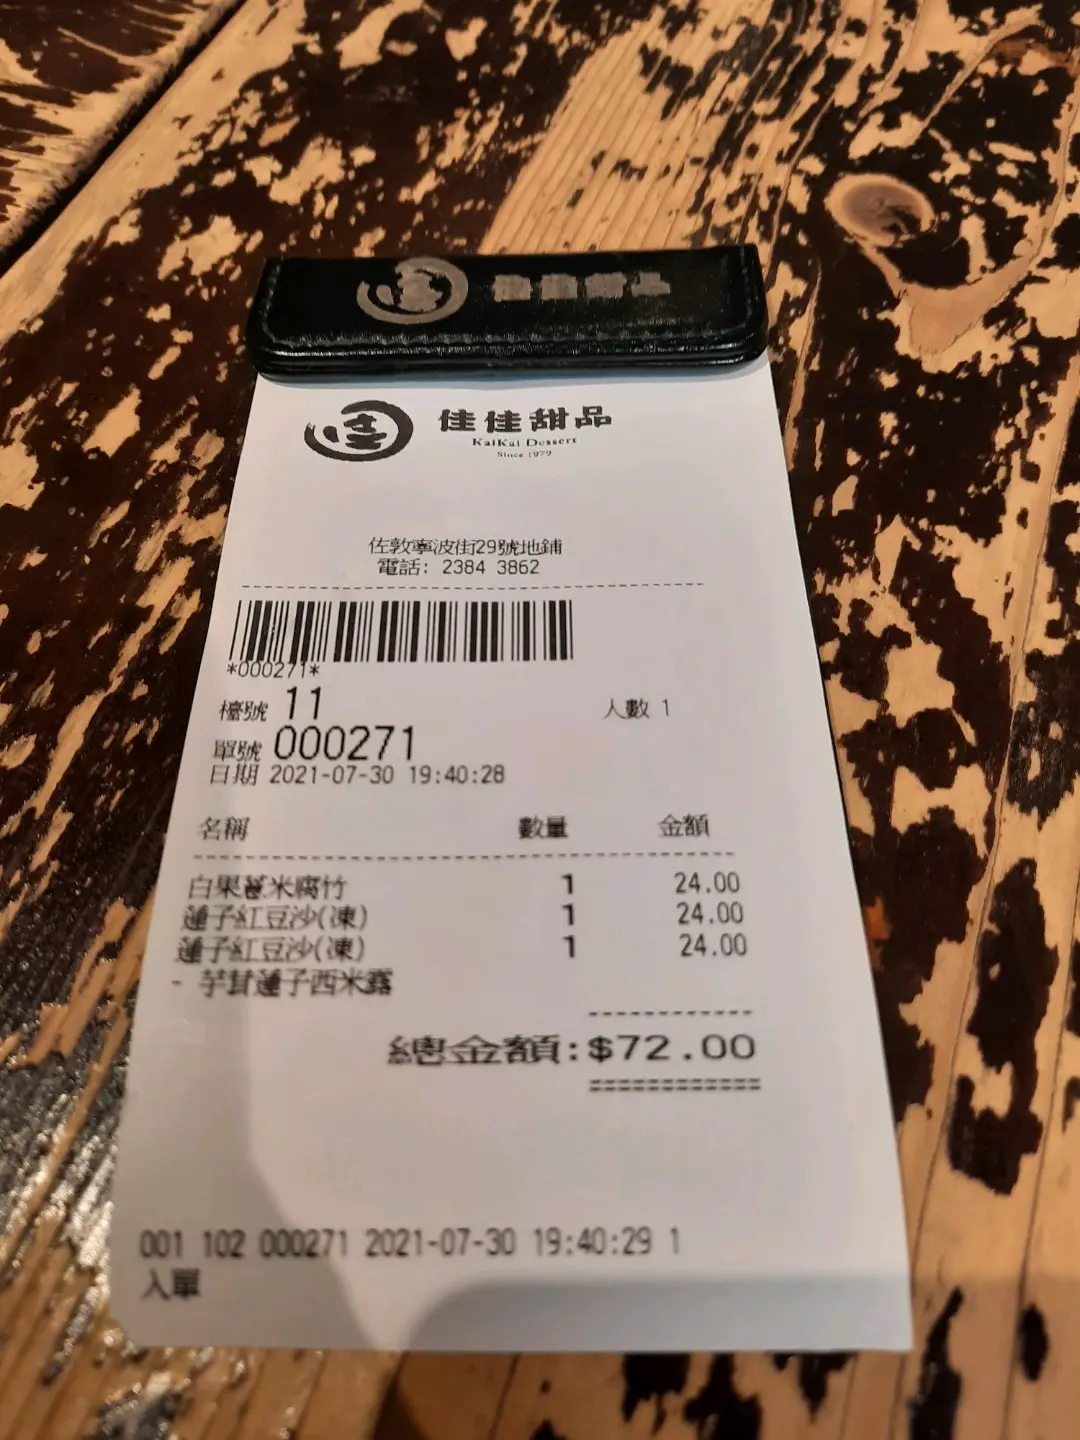 佳佳甜品
佳佳甜品
KaiKai Dessert
Since 1979
佐敦寧波街29號地鋪
電話: 2384 3862
*000271*
檯號 11 人數 1
單號 000271
日期 2021-07-30 19:40:28
名稱 數量 金額
白果薏米腐竹 1 24.00
蓮子紅豆沙(凍) 1 24.00
蓮子紅豆沙(凍) 1 24.00
- 芋茸蓮子西米露
總金額:$72.00
001 102 000271 2021-07-30 19:40:29 1
入單